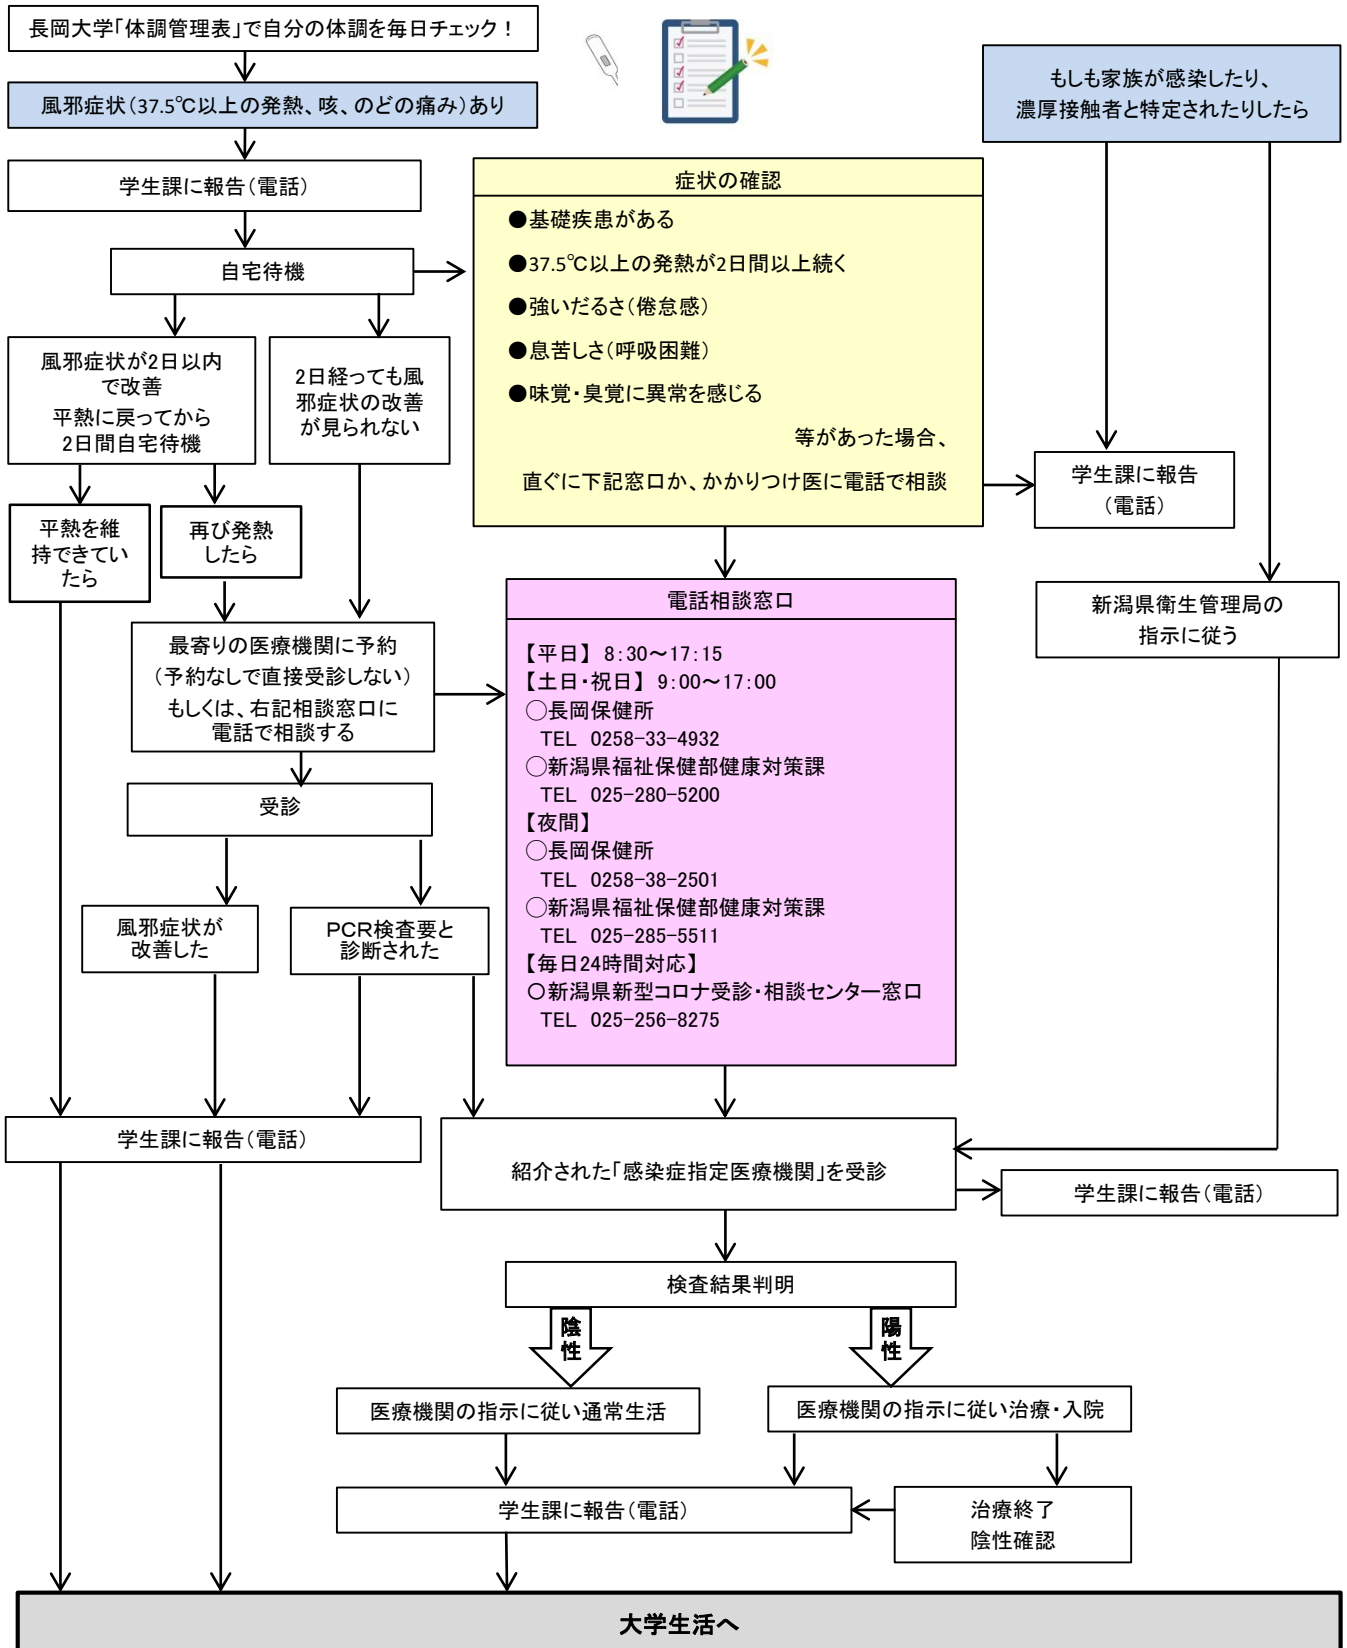 長岡大学「体調管理表」で自分の体調を毎日チェック！
風邪症状（37.5℃以上の発熱、咳、のどの痛み）あり
もしも家族が感染したり、
濃厚接触者と特定されたりしたら
学生課に報告（電話）
自宅待機
症状の確認
●基礎疾患がある
●37.5℃以上の発熱が2日間以上続く
●強いだるさ（倦怠感）
●息苦しさ（呼吸困難）
●味覚・臭覚に異常を感じる
等があった場合、
直ぐに下記窓口か、かかりつけ医に電話で相談
風邪症状が2日以内
で改善
平熱に戻ってから
2日間自宅待機
2日経っても風
邪症状の改善
が見られない
学生課に報告
（電話）
平熱を維
持できてい
たら
再び発熱
したら
新潟県衛生管理局の
指示に従う
最寄りの医療機関に予約
（予約なしで直接受診しない）
もしくは、右記相談窓口に
電話で相談する
電話相談窓口
【平日】 8：30～17：15
【土日・祝日】 9：00～17：00
◯長岡保健所
TEL 0258-33-4932
◯新潟県福祉保健部健康対策課
TEL 025-280-5200
【夜間】
◯長岡保健所
TEL 0258-38-2501
◯新潟県福祉保健部健康対策課
TEL 025-285-5511
【毎日24時間対応】
○新潟県新型コロナ受診・相談センター窓口
TEL 025-256-8275
受診
風邪症状が
改善した
PCR検査要と
診断された
学生課に報告（電話）
紹介された「感染症指定医療機関」を受診
学生課に報告（電話）
検査結果判明
陰性
陽性
医療機関の指示に従い通常生活
医療機関の指示に従い治療・入院
学生課に報告（電話）
治療終了
陰性確認
大学生活へ